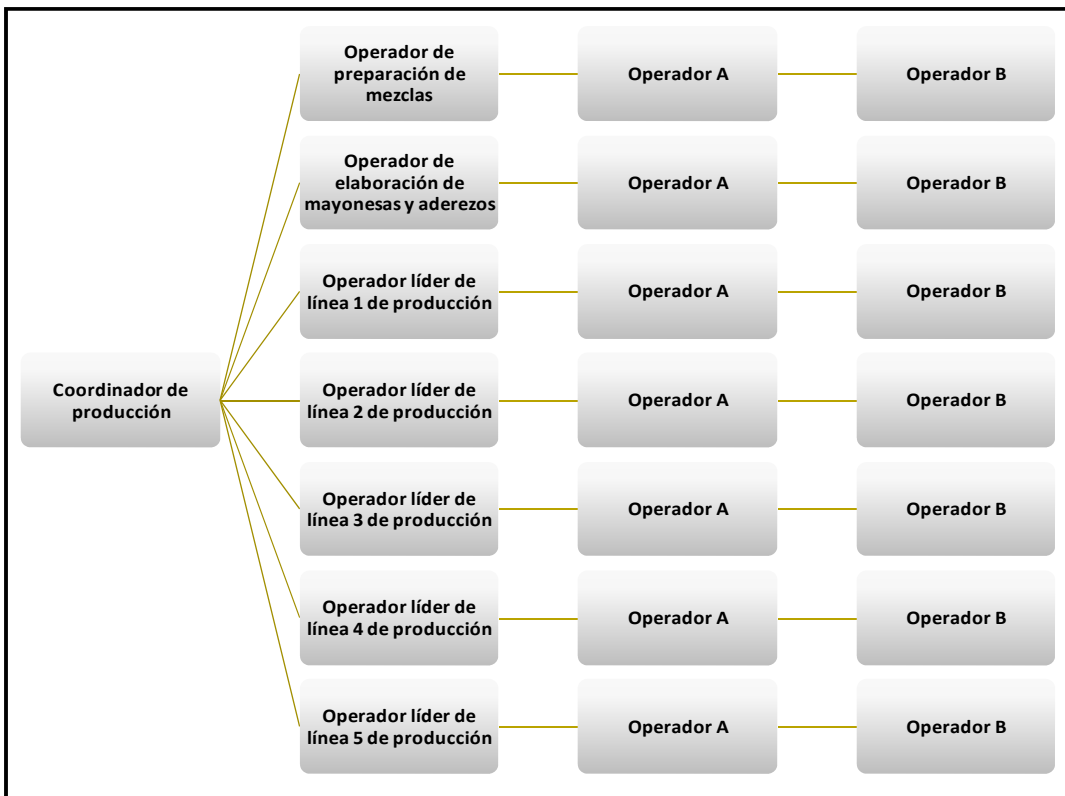 Operador de
preparación de
mezclas
Operador A
Operador B
Operador de
elaboración de
mayonesas y aderezos
Operador A
Operador B
Operador líder de
línea 1 de producción
Operador A
Operador B
Coordinador de
producción
Operador líder de
línea 2 de producción
Operador A
Operador B
Operador líder de
línea 3 de producción
Operador A
Operador B
Operador líder de
línea 4 de producción
Operador A
Operador B
Operador líder de
línea 5 de producción
Operador A
Operador B